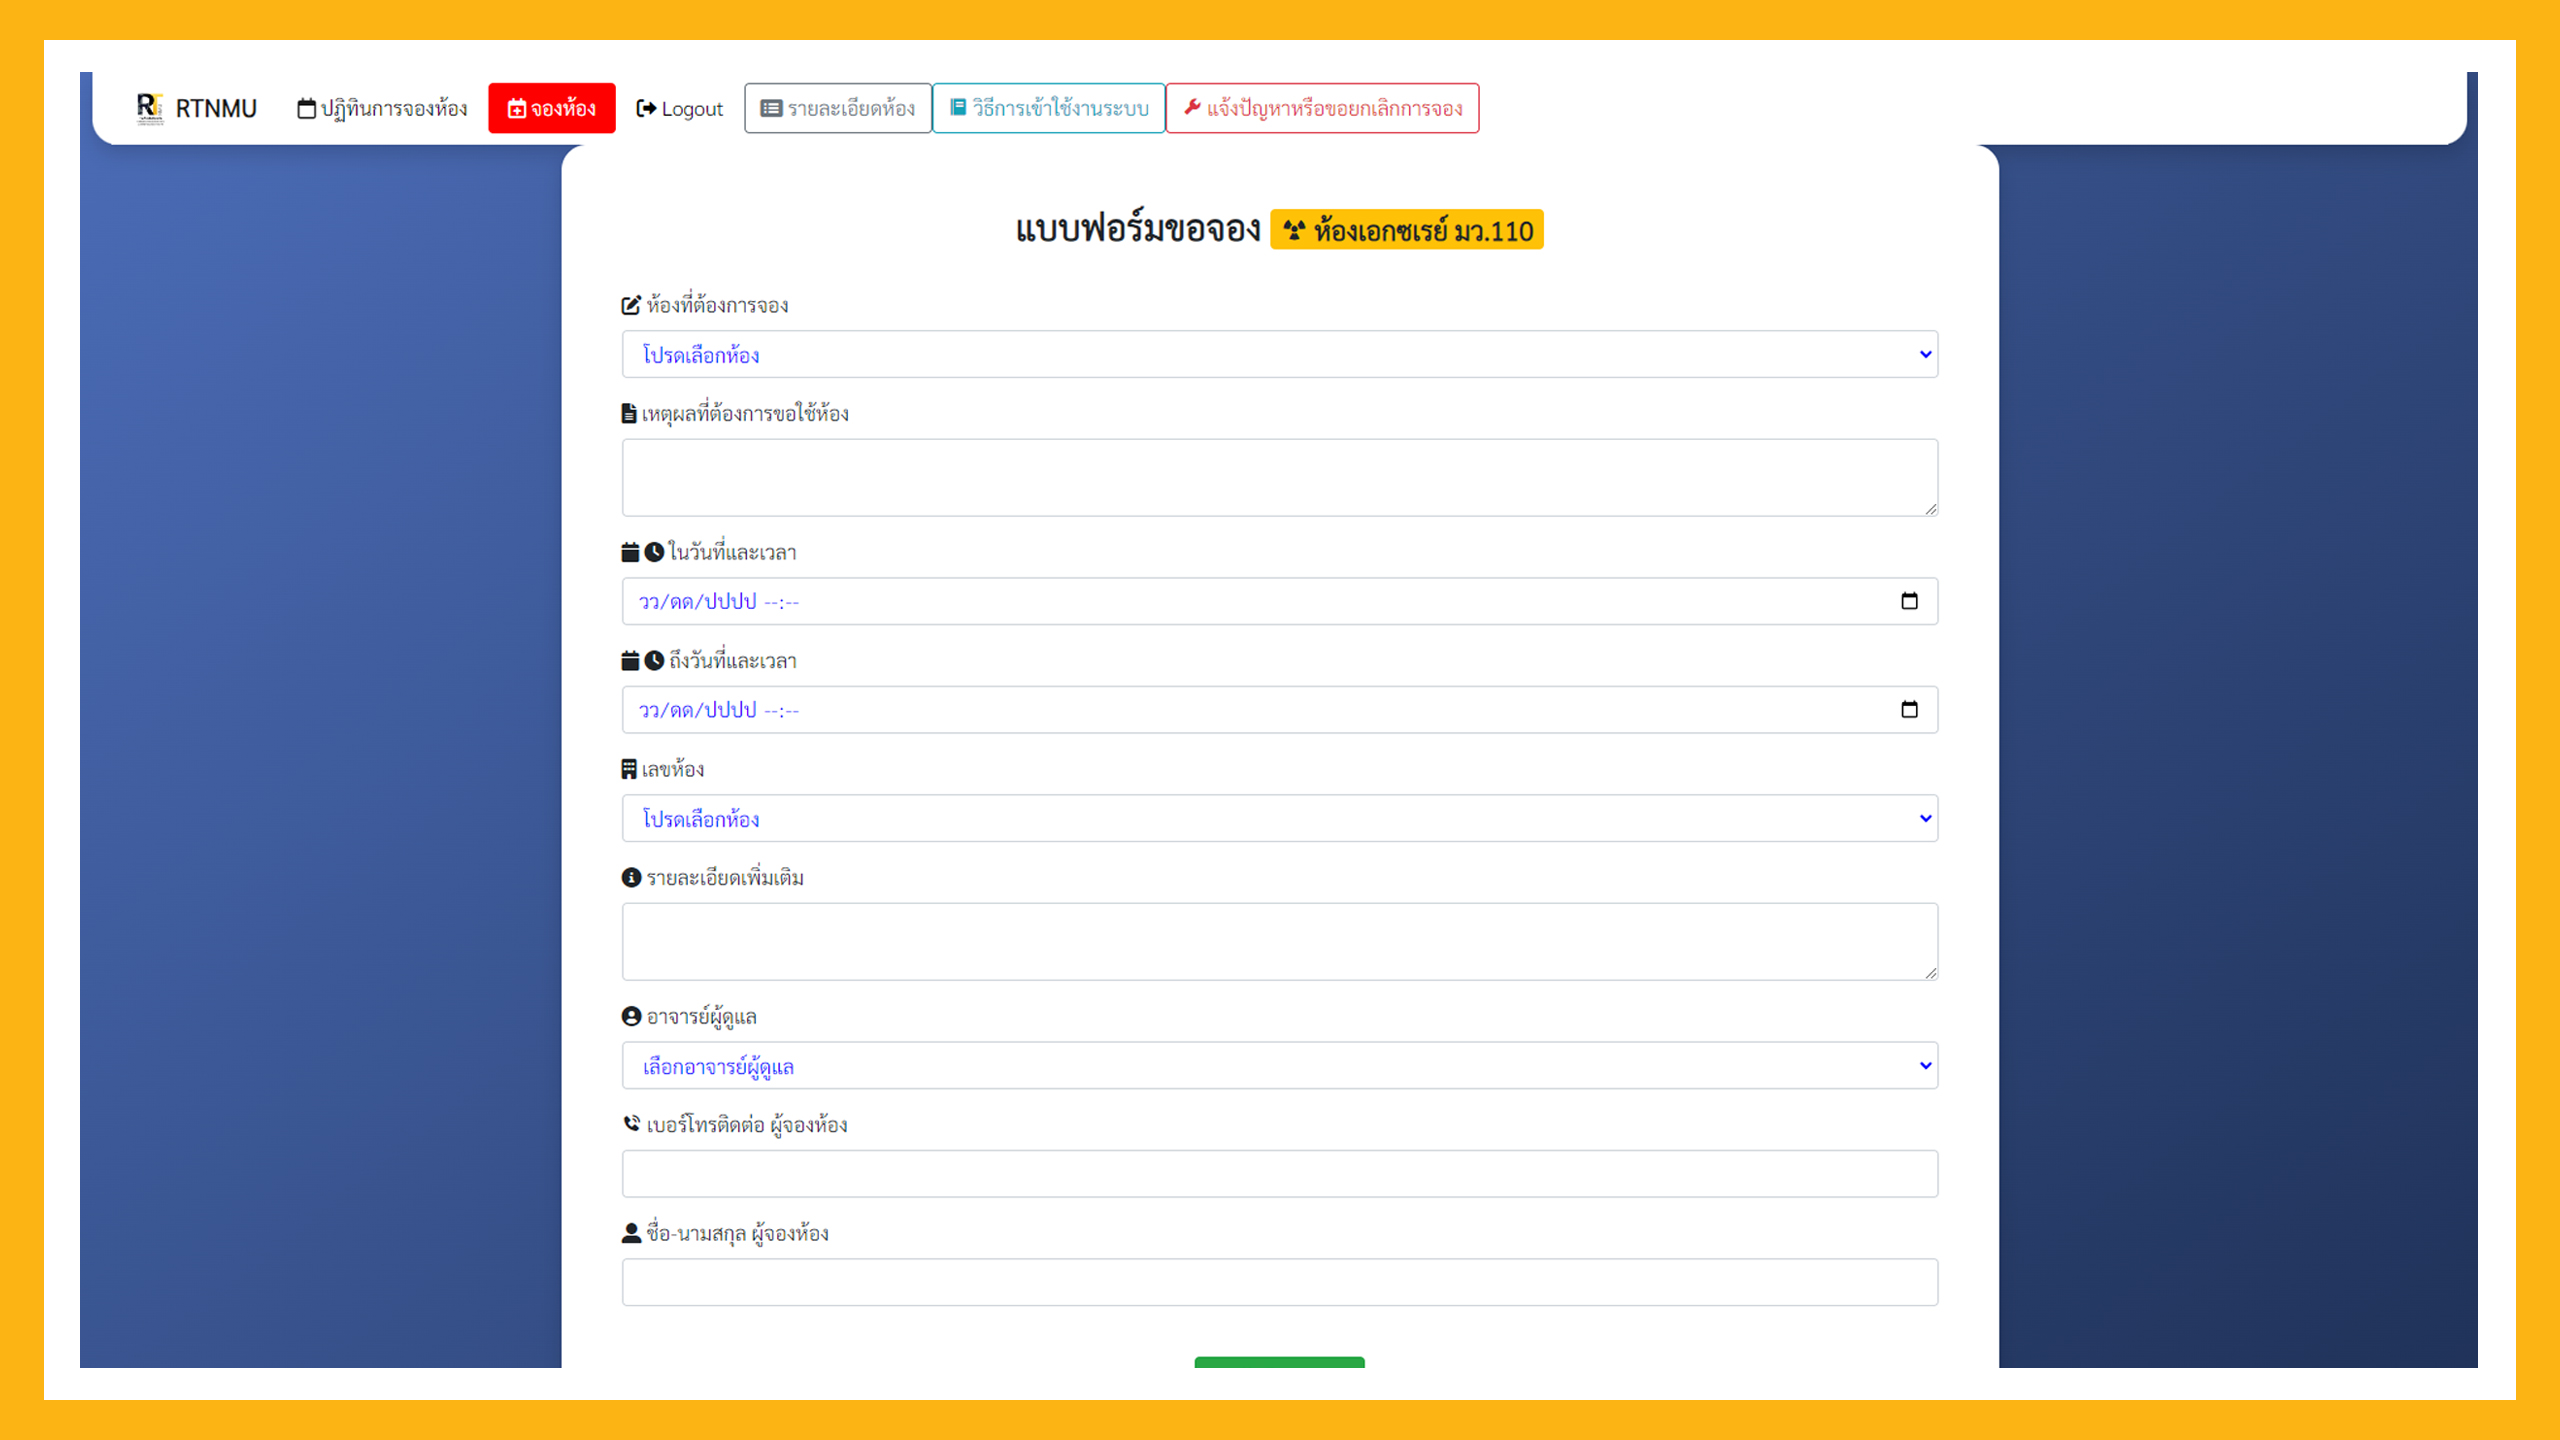 RT RTNMU ปฏิทินการจองห้อง จองห้อง Logout รายละเอียดห้อง วิธีการเข้าใช้งานระบบ แจ้งปัญหาหรือขอยกเลิกการจอง
แบบฟอร์มขอจอง ห้องเอกซเรย์ มว.110
ห้องที่ต้องการจอง
โปรดเลือกห้อง
เหตุผลที่ต้องการขอใช้ห้อง
ในวันที่และเวลา
วว/ดด/ปปปป --:--
ถึงวันที่และเวลา
วว/ดด/ปปปป --:--
เลขห้อง
โปรดเลือกห้อง
รายละเอียดเพิ่มเติม
อาจารย์ผู้ดูแล
เลือกอาจารย์ผู้ดูแล
เบอร์โทรติดต่อ ผู้จองห้อง
ชื่อ-นามสกุล ผู้จองห้อง